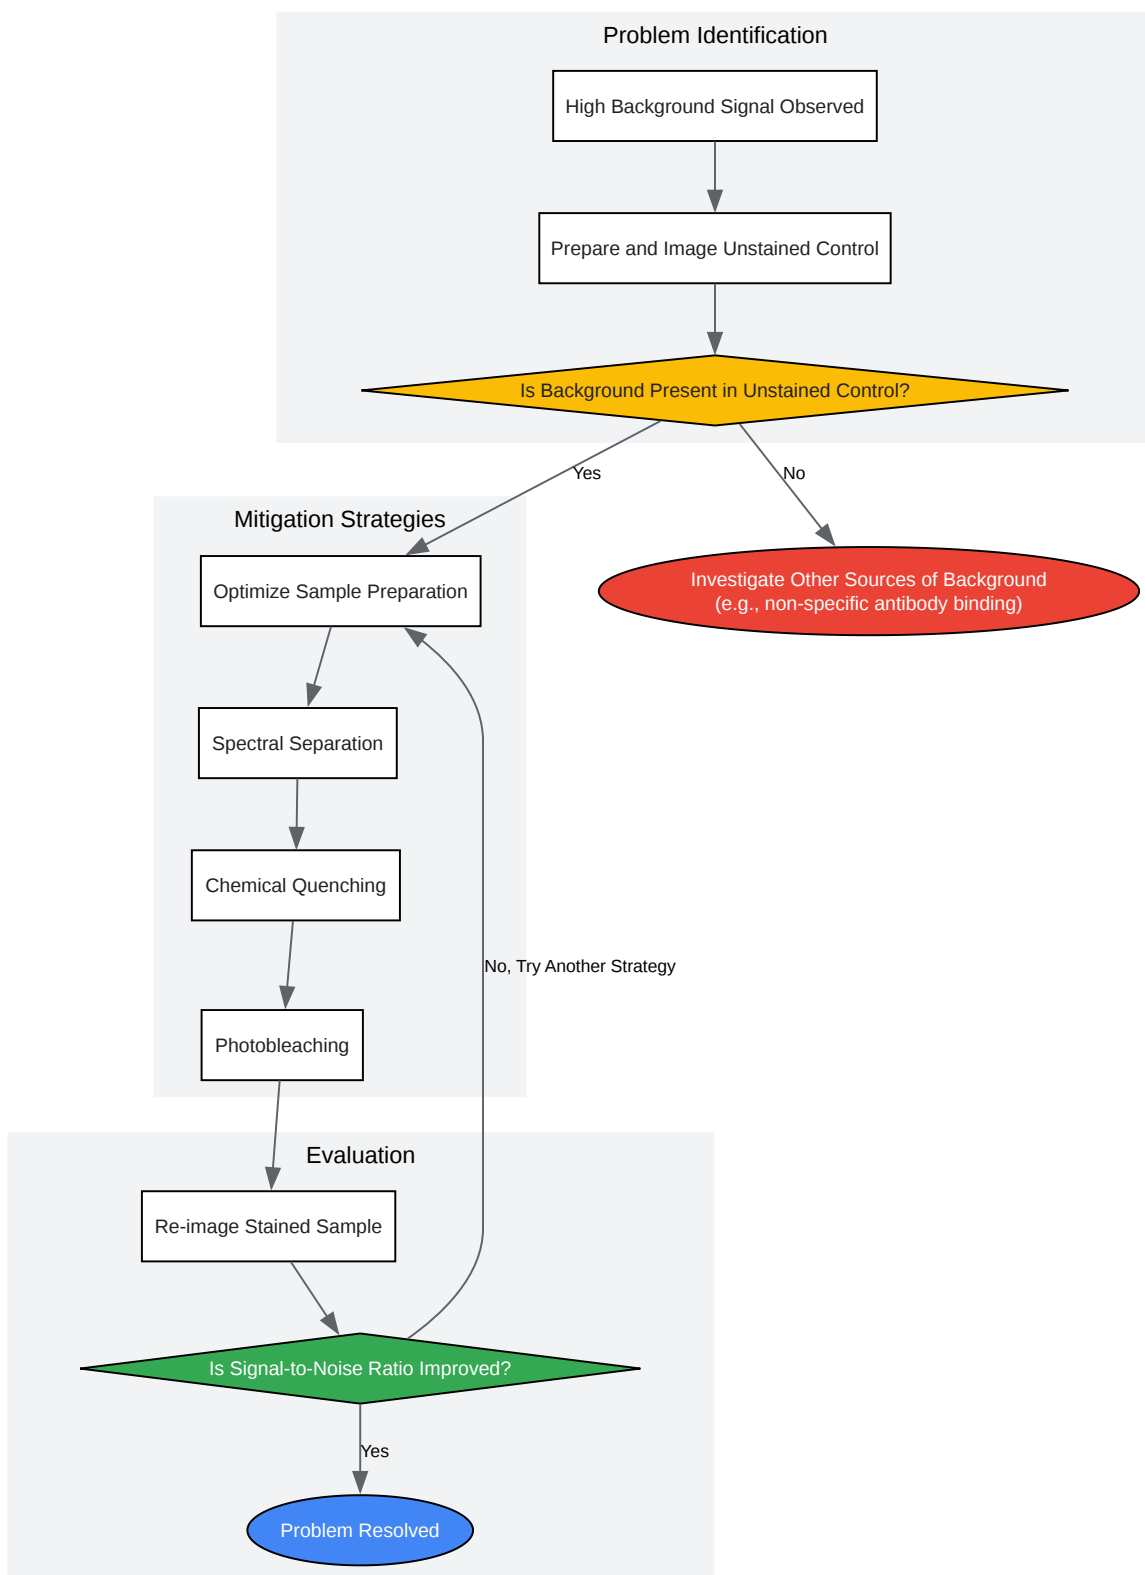 Problem Identification
High Background Signal Observed
Prepare and Image Unstained Control
Is Background Present in Unstained Control?
Yes
No
Mitigation Strategies
Optimize Sample Preparation
Investigate Other Sources of Background
(e.g., non-specific antibody binding)
Spectral Separation
Chemical Quenching
No, Try Another Strategy
Photobleaching
Evaluation
Re-image Stained Sample
Is Signal-to-Noise Ratio Improved?
Yes
Problem Resolved